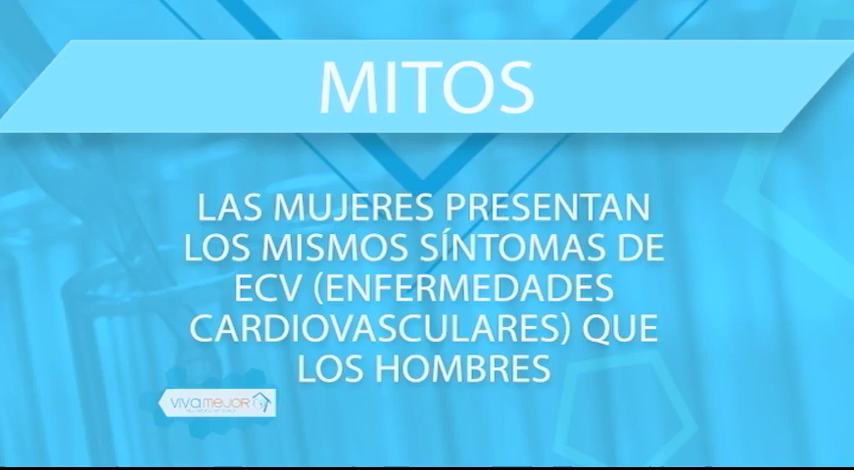 MITOS
LAS MUJERES PRESENTAN
LOS MISMOS SÍNTOMAS DE
ECV (ENFERMEDADES
CARDIOVASCULARES) QUE
LOS HOMBRES
VIVAMEJOR